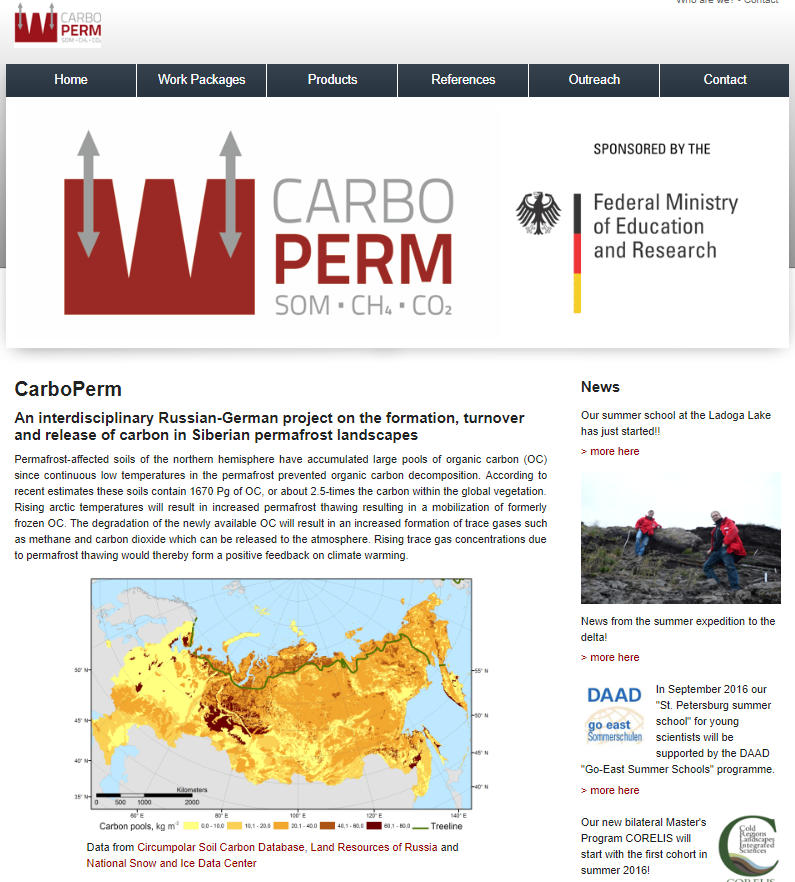 Who are we? - Contact
CARBO
PERM
SOM · CH4 · CO2
Home
Work Packages
Products
References
Outreach
Contact
CARBO
PERM
SOM · CH₄ · CO₂
SPONSORED BY THE
Federal Ministry
of Education
and Research
CarboPerm
An interdisciplinary Russian-German project on the formation, turnover
and release of carbon in Siberian permafrost landscapes
Permafrost-affected soils of the northern hemisphere have accumulated large pools of organic carbon (OC)
since continuous low temperatures in the permafrost prevented organic carbon decomposition. According to
recent estimates these soils contain 1670 Pg of OC, or about 2.5-times the carbon within the global vegetation.
Rising arctic temperatures will result in increased permafrost thawing resulting in a mobilization of formerly
frozen OC. The degradation of the newly available OC will result in an increased formation of trace gases such
as methane and carbon dioxide which can be released to the atmosphere. Rising trace gas concentrations due
to permafrost thawing would thereby form a positive feedback on climate warming.
50° N
45° N
40° N
35° N
55° N
50° N
45° N
40° N
Kilometers
0 500 1000 2000
60° E 80° E 100° E 120° E 140° E
Carbon pools, kg m-2 0,0 - 10,0 10,1 - 20,0 20,1 - 40,0 40,1 - 60,0 60,1 - 80,0 Treeline
Data from Circumpolar Soil Carbon Database, Land Resources of Russia and
National Snow and Ice Data Center
News
Our summer school at the Ladoga Lake
has just started!!
> more here
News from the summer expedition to the
delta!
> more here
DAAD
go east
Sommerschulen
In September 2016 our
"St. Petersburg summer
school" for young
scientists will be
supported by the DAAD
"Go-East Summer Schools" programme.
> more here
Our new bilateral Master's
Program CORELIS will
start with the first cohort in
summer 2016!
Cold
Regions
Landscapes
Integrated
Sciences
CORELIS